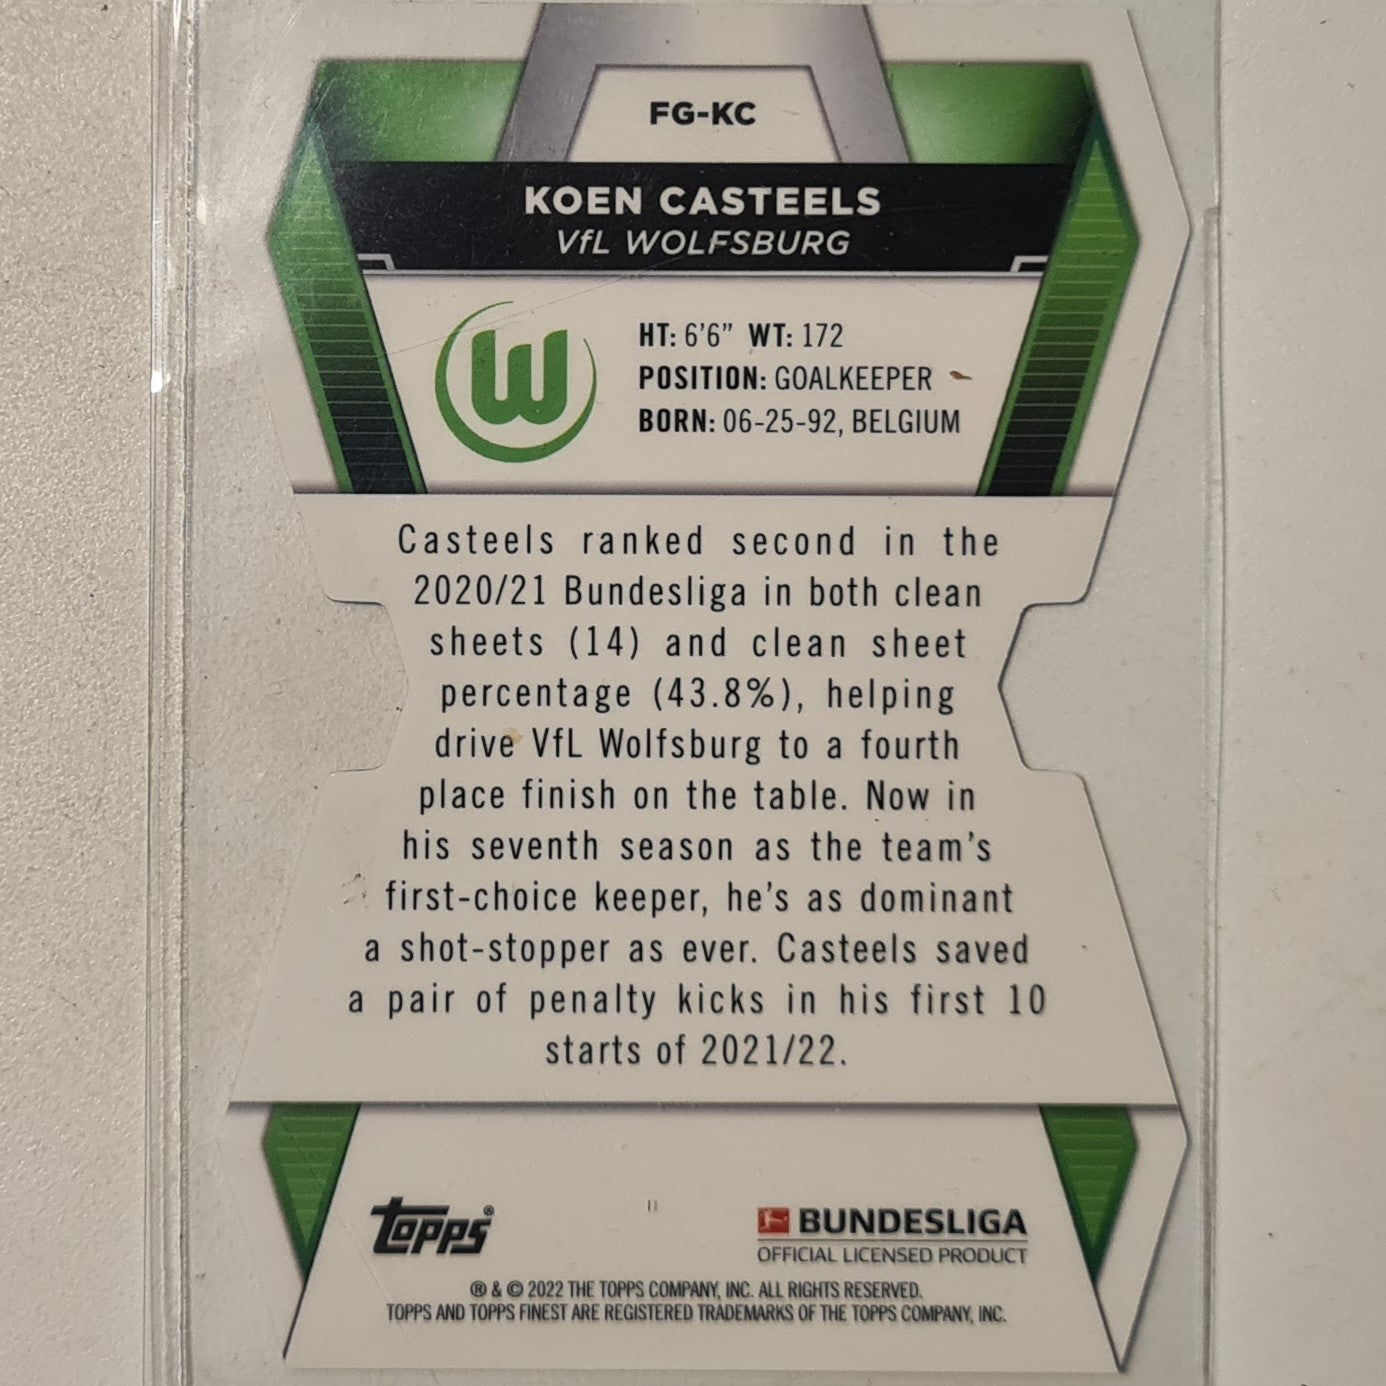 FG-KC
KOEN CASTEELS
VfL WOLFSBURG
W
HT: 6'6” WT: 172
POSITION: GOALKEEPER
BORN: 06-25-92, BELGIUM
Casteels ranked second in the
2020/21 Bundesliga in both clean
sheets (14) and clean sheet
percentage (43.8%), helping
drive VfL Wolfsburg to a fourth
place finish on the table. Now in
his seventh season as the team's
first-choice keeper, he's as dominant
a shot-stopper as ever. Casteels saved
a pair of penalty kicks in his first 10
starts of 2021/22.
topps®
BUNDESLIGA
OFFICIAL LICENSED PRODUCT
® & © 2022 THE TOPPS COMPANY, INC. ALL RIGHTS RESERVED.
TOPPS AND TOPPS FINEST ARE REGISTERED TRADEMARKS OF THE TOPPS COMPANY, INC.